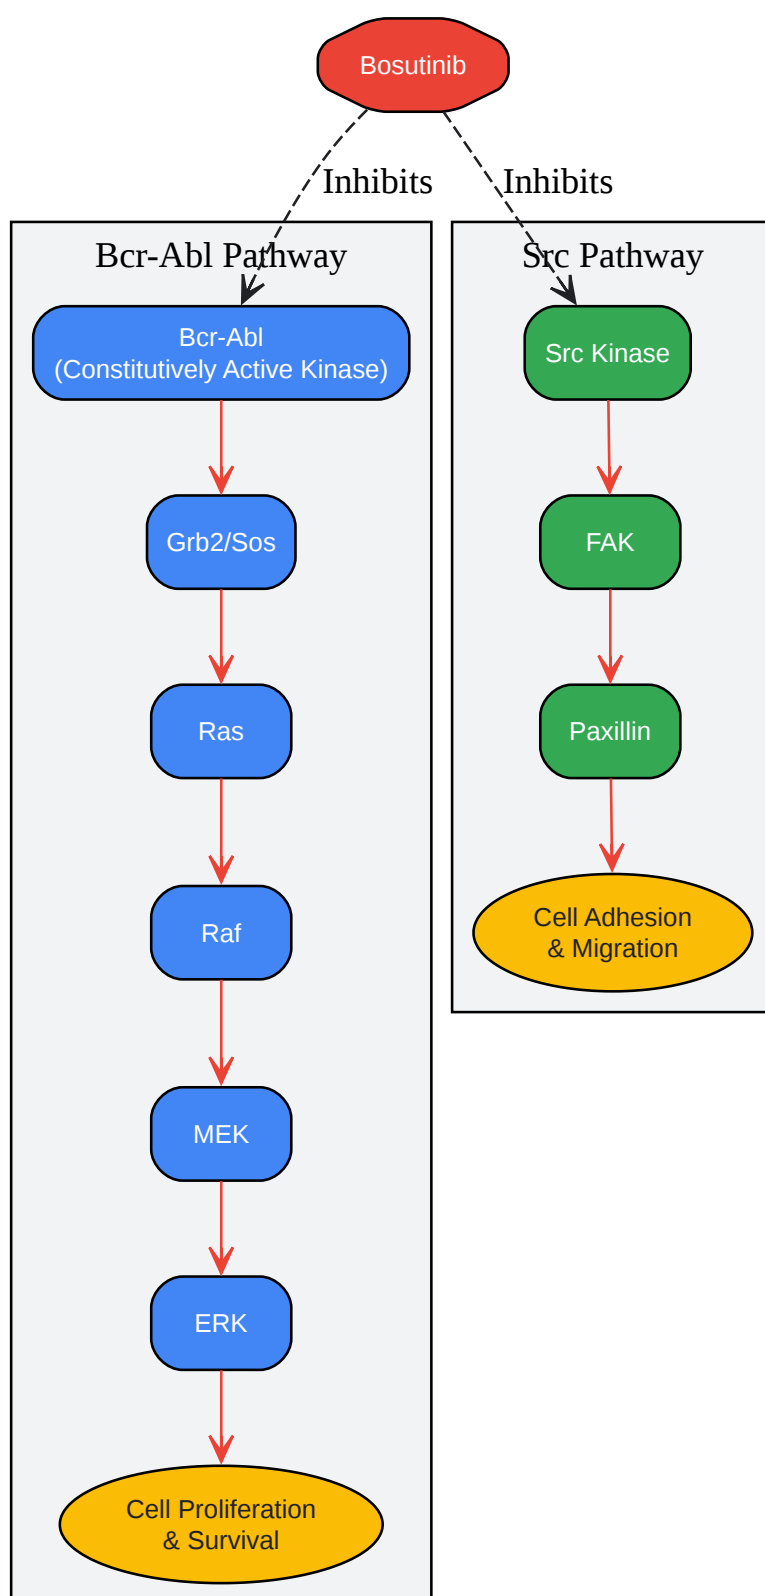 Bosutinib
Inhibits
Inhibits
Bcr-Abl Pathway
Bcr-Abl
(Constitutively Active Kinase)
Grb2/Sos
Ras
Raf
MEK
ERK
Cell Proliferation
& Survival
Src Pathway
Src Kinase
FAK
Paxillin
Cell Adhesion
& Migration